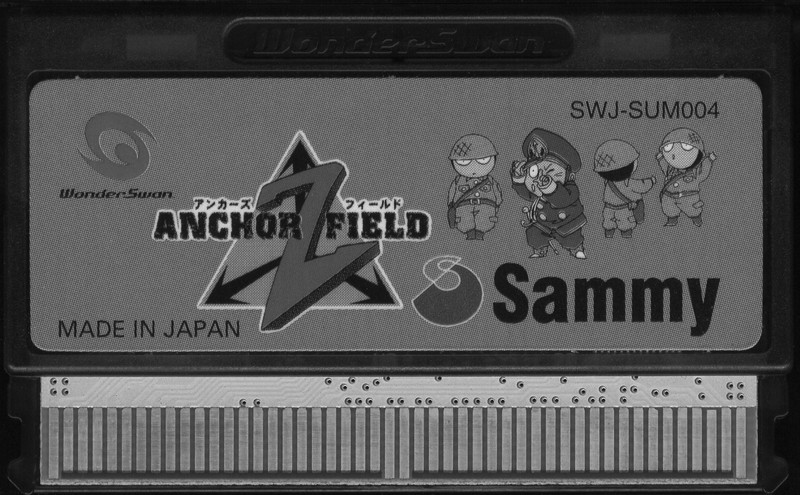 WonderSwan
SWJ-SUM004
WonderSwan
アンカーズ フィールド
ANCHORZ FIELD
Sammy
MADE IN JAPAN